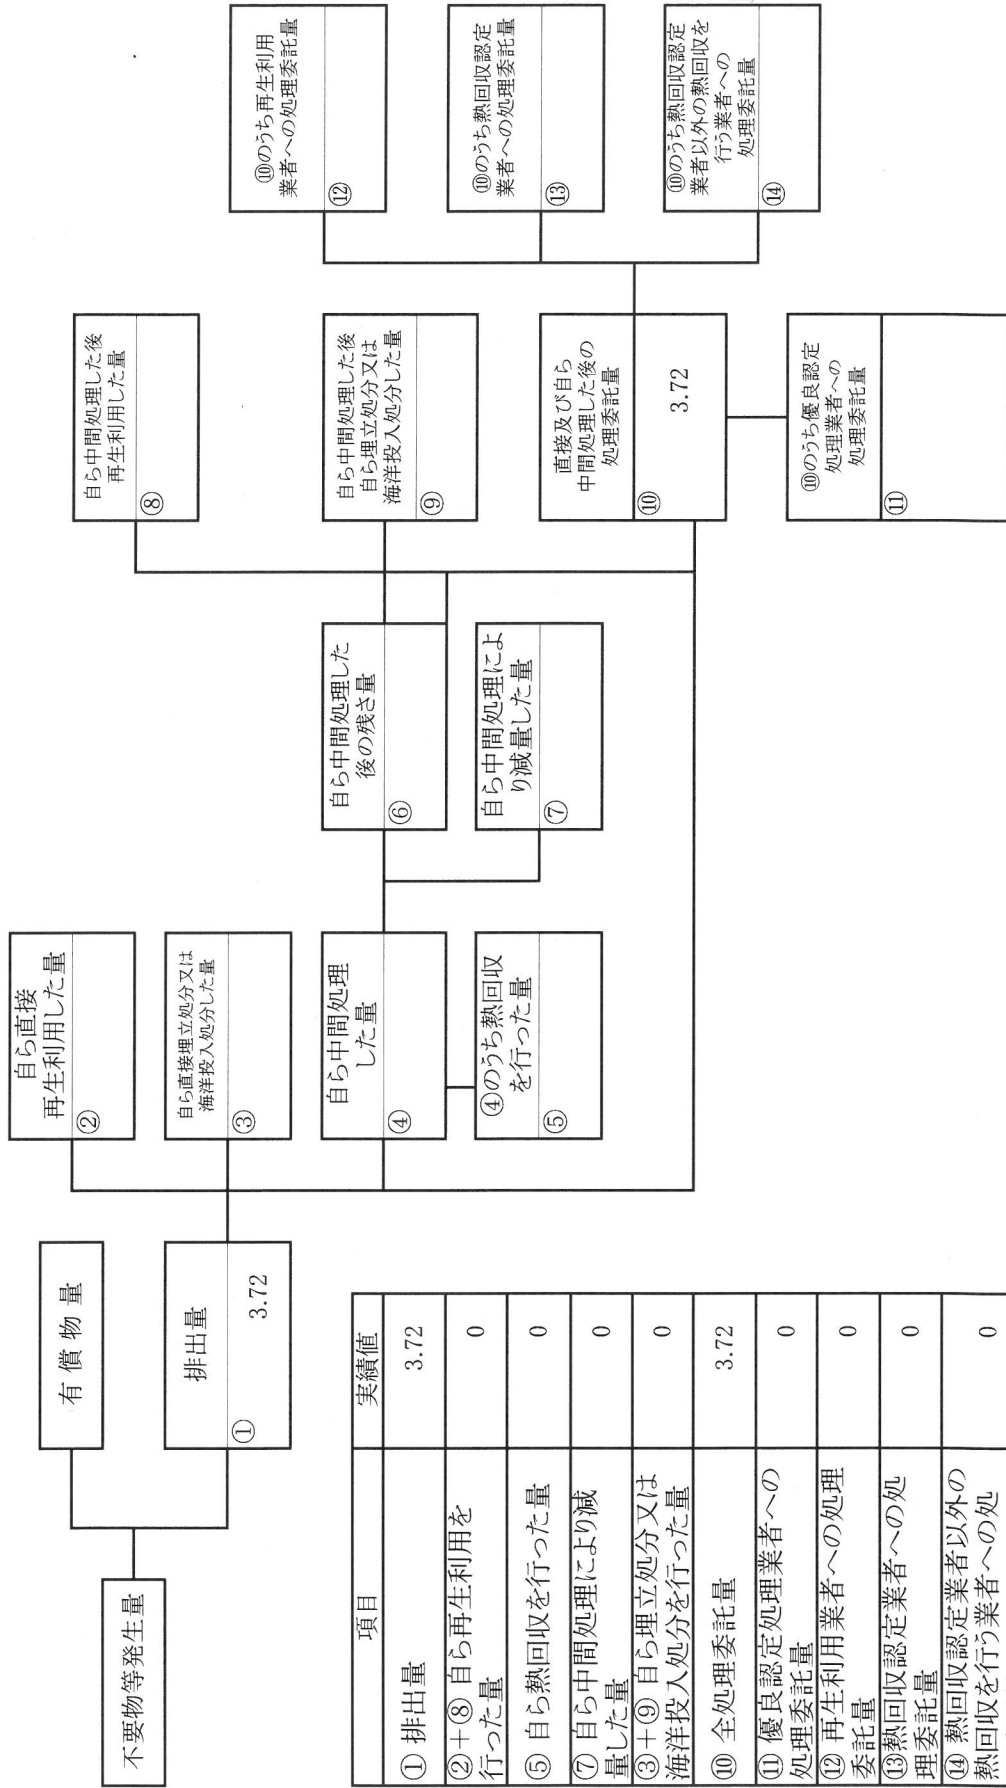 不要物等発生量
有償物量
排出量
①
3.72
自ら直接
再生利用した量
②
自ら直接埋立処分又は
海洋投入処分した量
③
自ら中間処理
した量
④
④のうち熱回収
を行った量
⑤
自ら中間処理した
後の残さ量
⑥
自ら中間処理によ
り減量した量
⑦
自ら中間処理した後
再生利用した量
⑧
自ら中間処理した後
自ら埋立処分又は
海洋投入処分した量
⑨
直接及び自ら
中間処理した後の
処理委託量
⑩
3.72
⑩のうち優良認定
処理業者への
処理委託量
⑪
⑩のうち再生利用
業者への処理委託量
⑫
⑩のうち熱回収認定
業者への処理委託量
⑬
⑩のうち熱回収認定
業者以外の熱回収を
行う業者への
処理委託量
⑭
項目 実績値
① 排出量 3.72
②+⑧ 自ら再生利用を
行った量 0
⑤ 自ら熱回収を行った量 0
⑦ 自ら中間処理により減
量した量 0
③+⑨ 自ら埋立処分又は
海洋投入処分を行った量 0
⑩ 全処理委託量 3.72
⑪ 優良認定処理業者への
処理委託量 0
⑫ 再生利用業者への処理
委託量 0
⑬熱回収認定業者への処
理委託量 0
⑭ 熱回収認定業者以外の
熱回収を行う業者への処 0